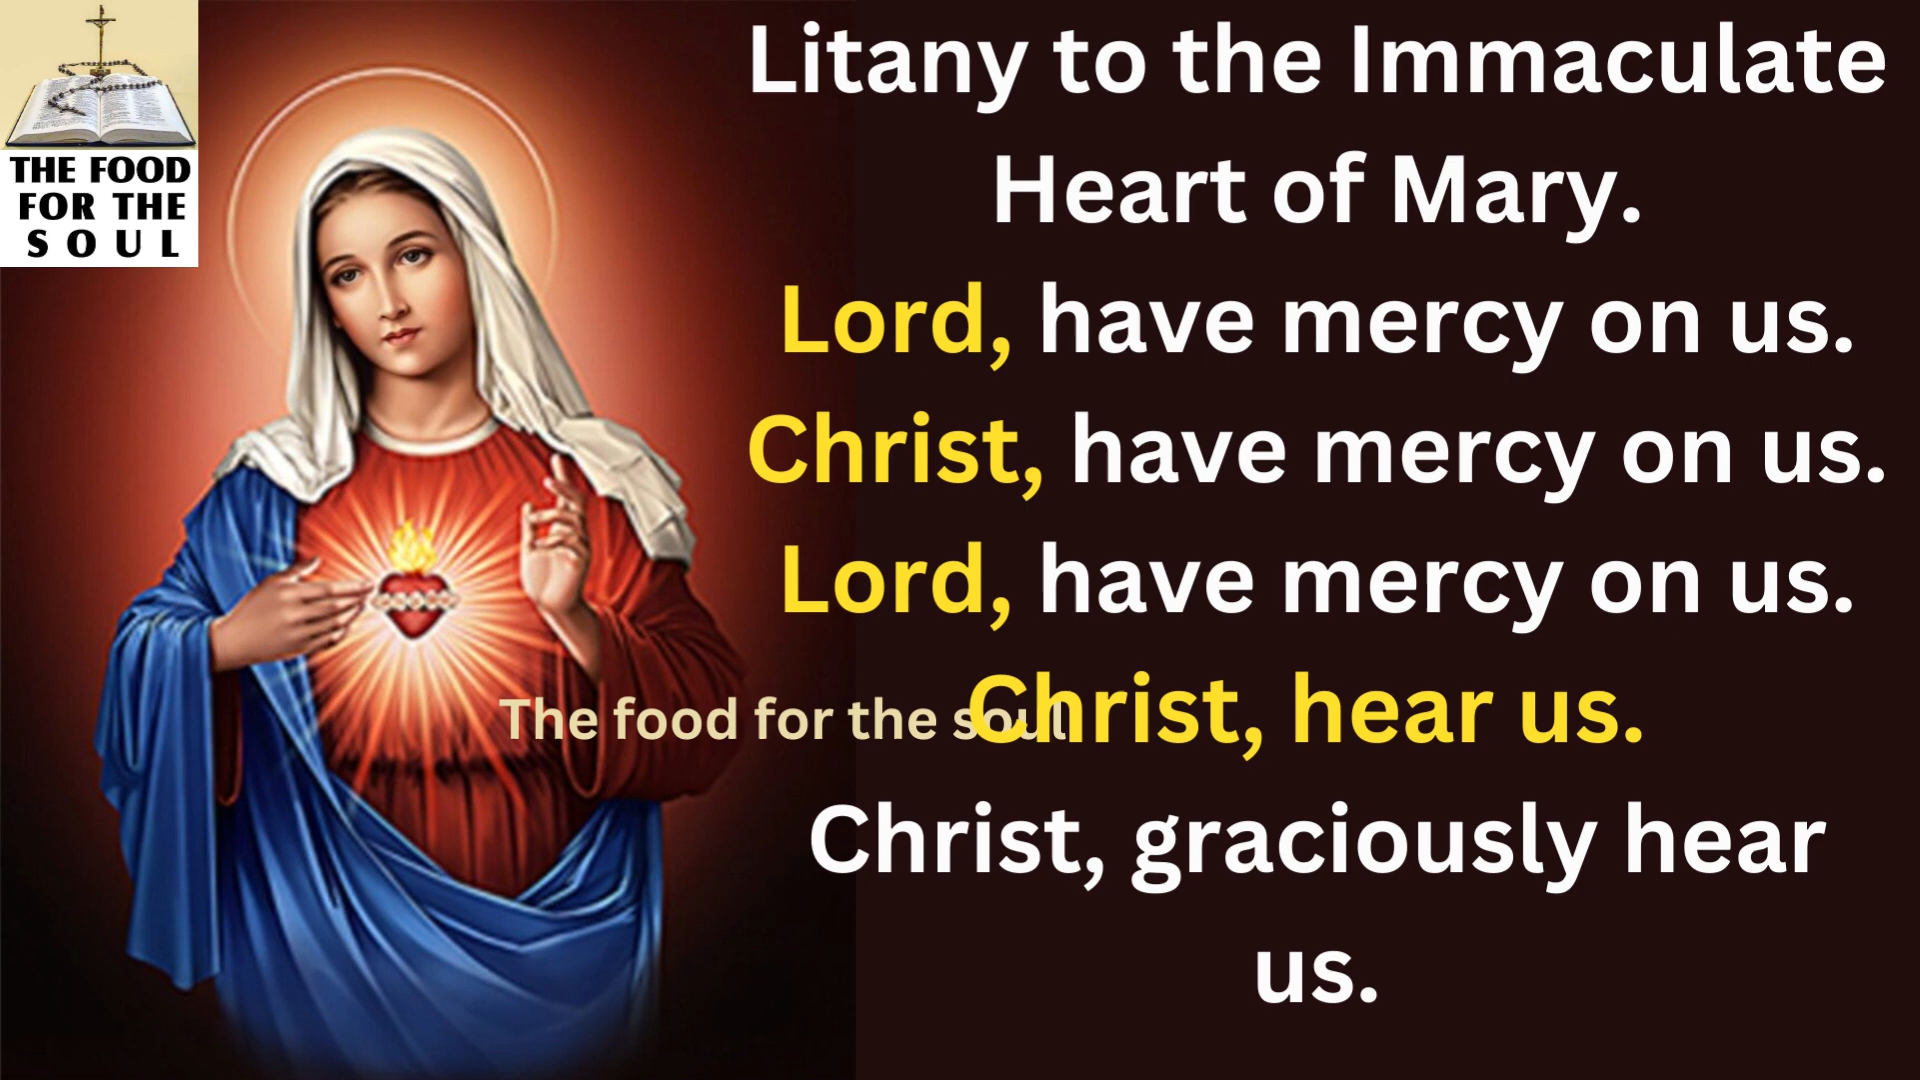 THE FOOD
FOR THE
SOUL
Litany to the Immaculate
Heart of Mary.
Lord, have mercy on us.
Christ, have mercy on us.
Lord, have mercy on us.
The food for the soul
Christ, hear us.
Christ, graciously hear
us.